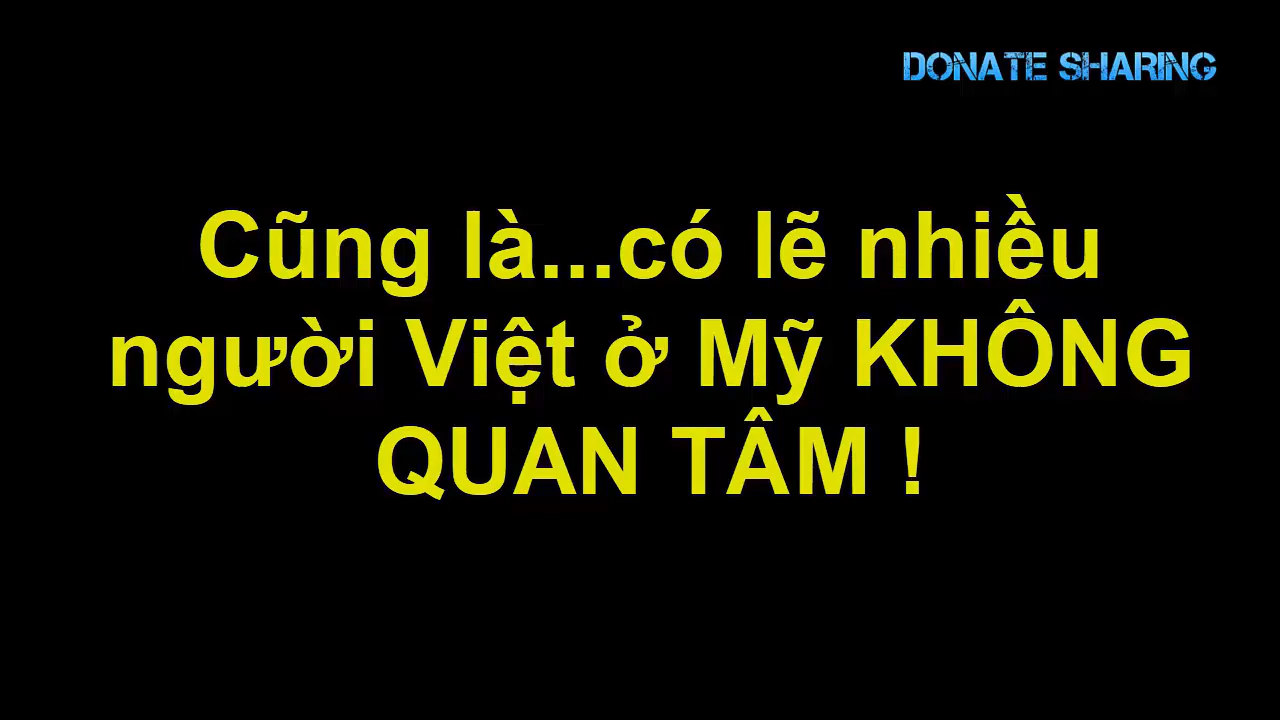 DONATE SHARING
Cũng là...có lẽ nhiều
người Việt ở Mỹ KHÔNG
QUAN TÂM !